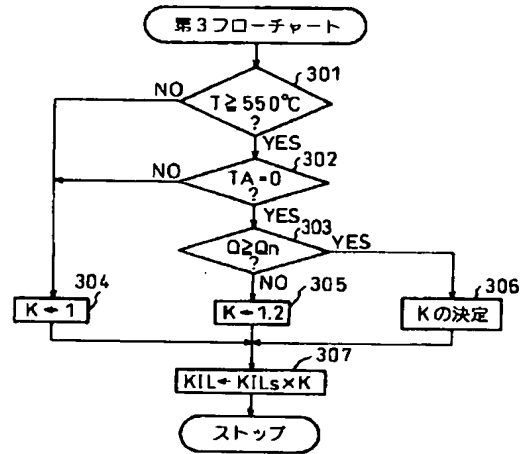 第3フローチャート
301
NO
T≧550℃
?
YES
302
NO
TA=0
?
YES
303
Q≧Qn
?
YES
NO
304
K←1
305
K←1.2
306
Kの決定
307
KIL←KILs×K
ストップ